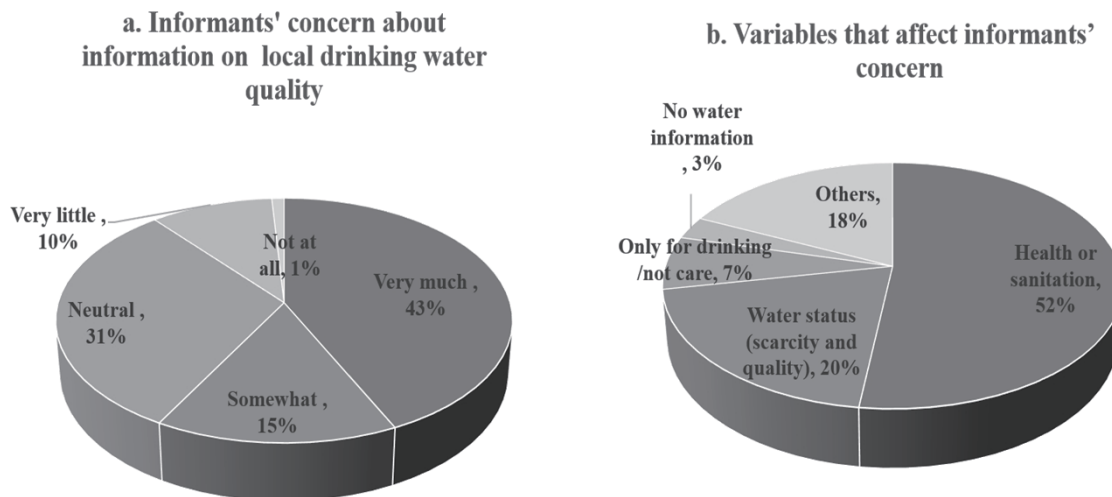 a. Informants' concern about
information on local drinking water
quality
Very little ,
10%
Not at
all, 1%
Very much ,
43%
Neutral ,
31%
Somewhat ,
15%
b. Variables that affect informants’
concern
No water
information
, 3%
Others,
18%
Only for drinking
/not care, 7%
Health or
sanitation,
52%
Water status
(scarcity and
quality), 20%